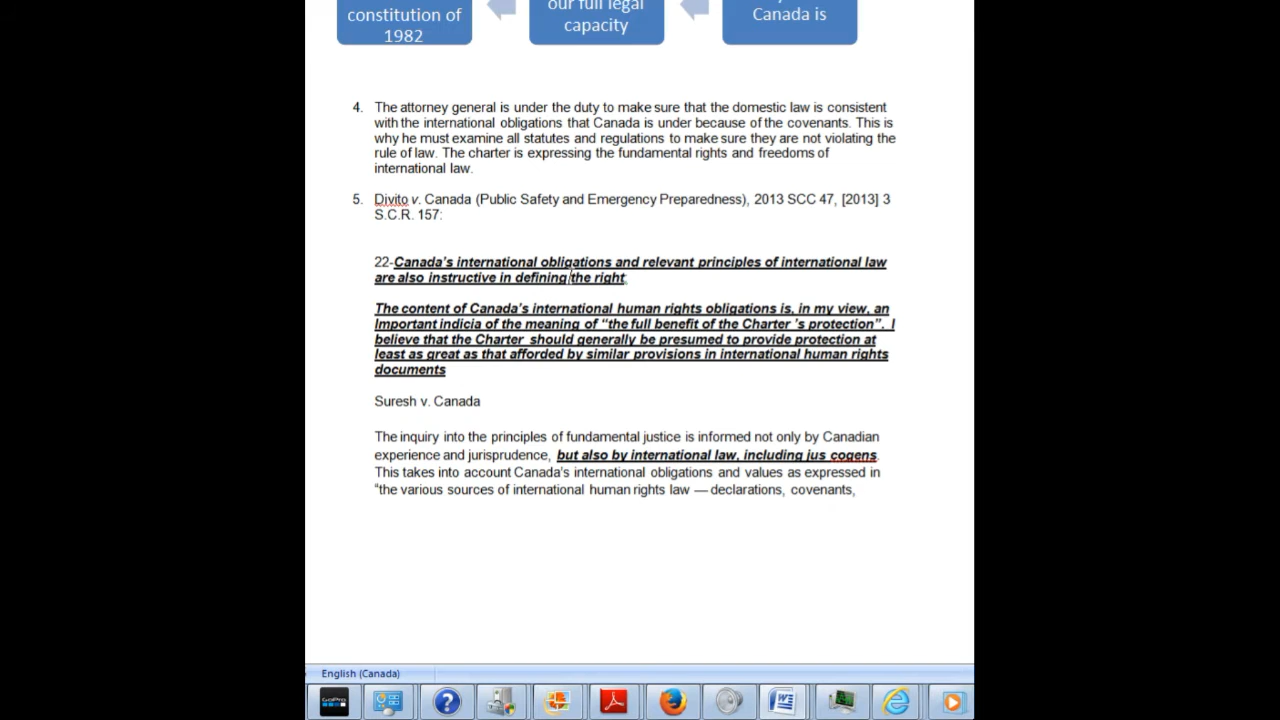 constitution of
1982
our full legal
capacity
Canada is
4. The attorney general is under the duty to make sure that the domestic law is consistent
with the international obligations that Canada is under because of the covenants. This is
why he must examine all statutes and regulations to make sure they are not violating the
rule of law. The charter is expressing the fundamental rights and freedoms of
international law.
5. Divito v. Canada (Public Safety and Emergency Preparedness), 2013 SCC 47, [2013] 3
S.C.R. 157:
22-Canada’s international obligations and relevant principles of international law
are also instructive in defining the right;
The content of Canada’s international human rights obligations is, in my view, an
important indicia of the meaning of “the full benefit of the Charter ’s protection”. I
believe that the Charter should generally be presumed to provide protection at
least as great as that afforded by similar provisions in international human rights
documents
Suresh v. Canada
The inquiry into the principles of fundamental justice is informed not only by Canadian
experience and jurisprudence, but also by international law, including jus cogens.
This takes into account Canada’s international obligations and values as expressed in
“the various sources of international human rights law — declarations, covenants,
English (Canada)
GoPro